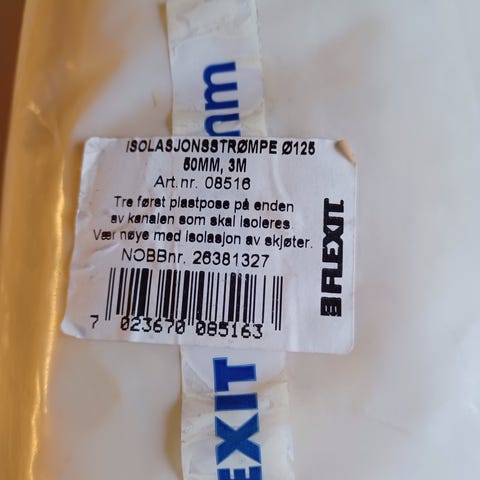 mm
ISOLASJONSSTRØMPE Ø125
50MM, 3M
Art.nr. 08516
Tre først plastpose på enden
av kanalen som skal isoleres.
Vær nøye med isolasjon av skjøter.
NOBBnr. 26381327
7 023670 085163
FLEXIT
EXIT